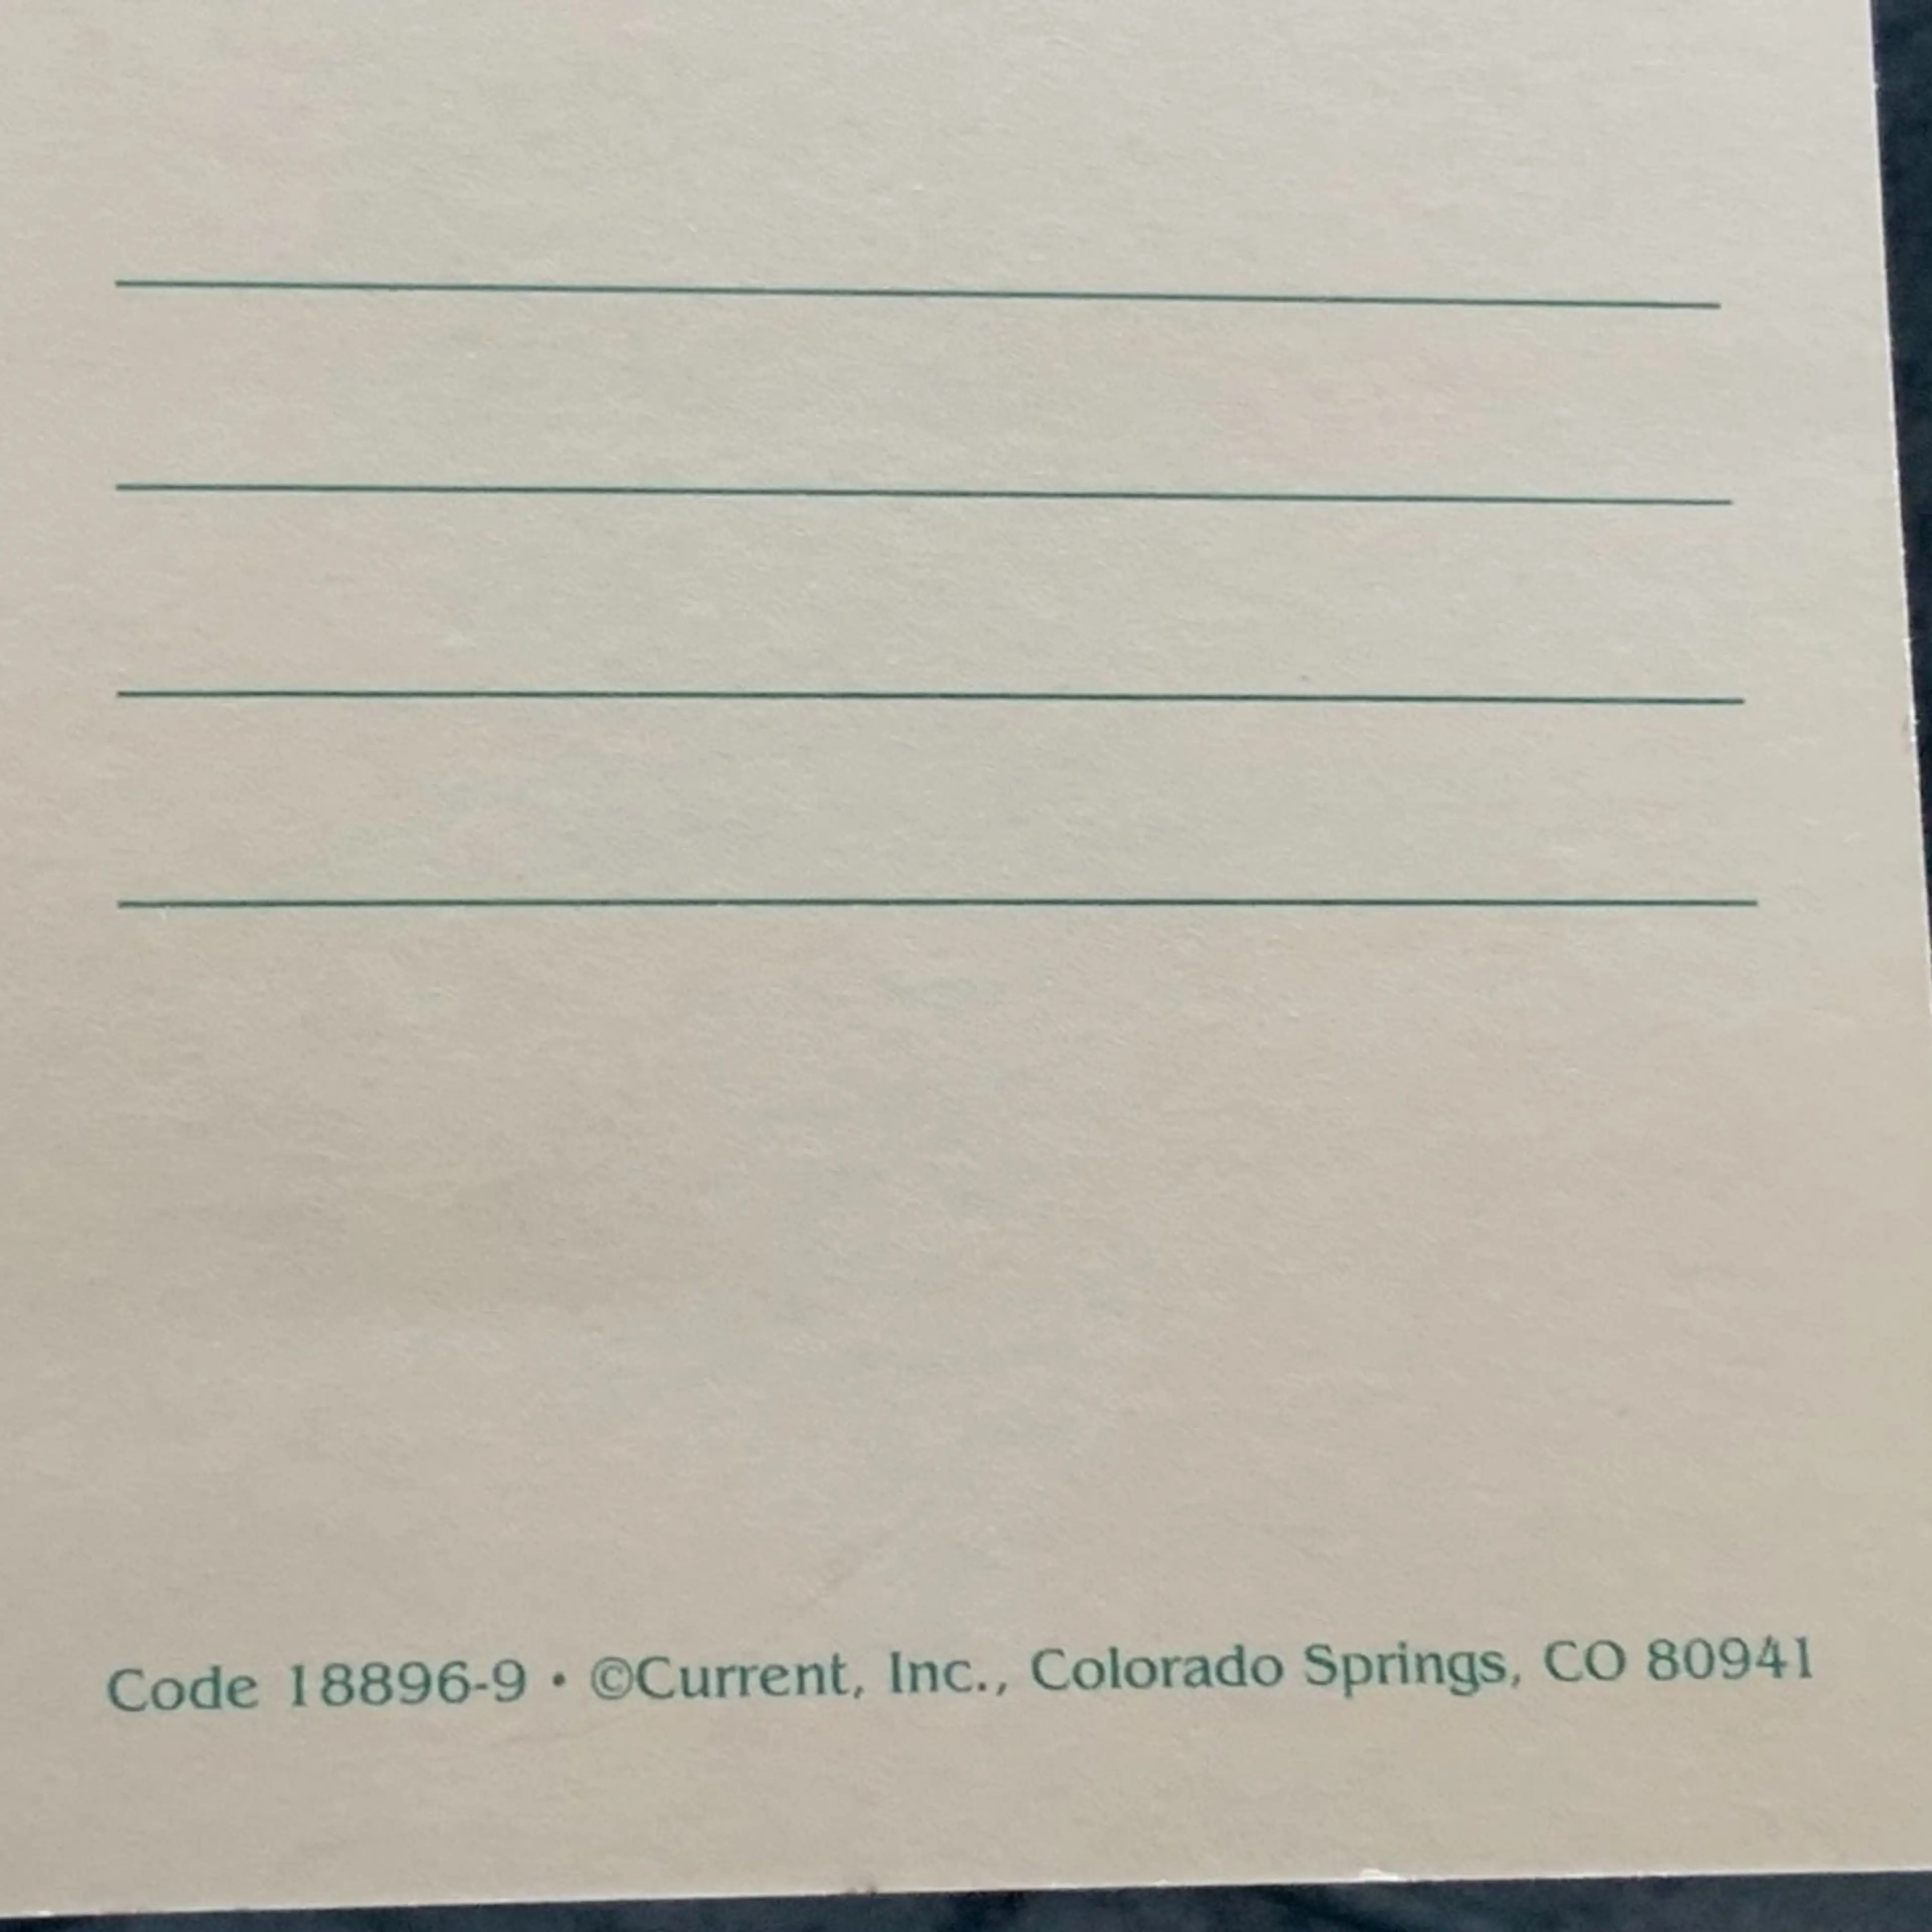 Code 18896-9 • ©Current, Inc., Colorado Springs, CO 80941